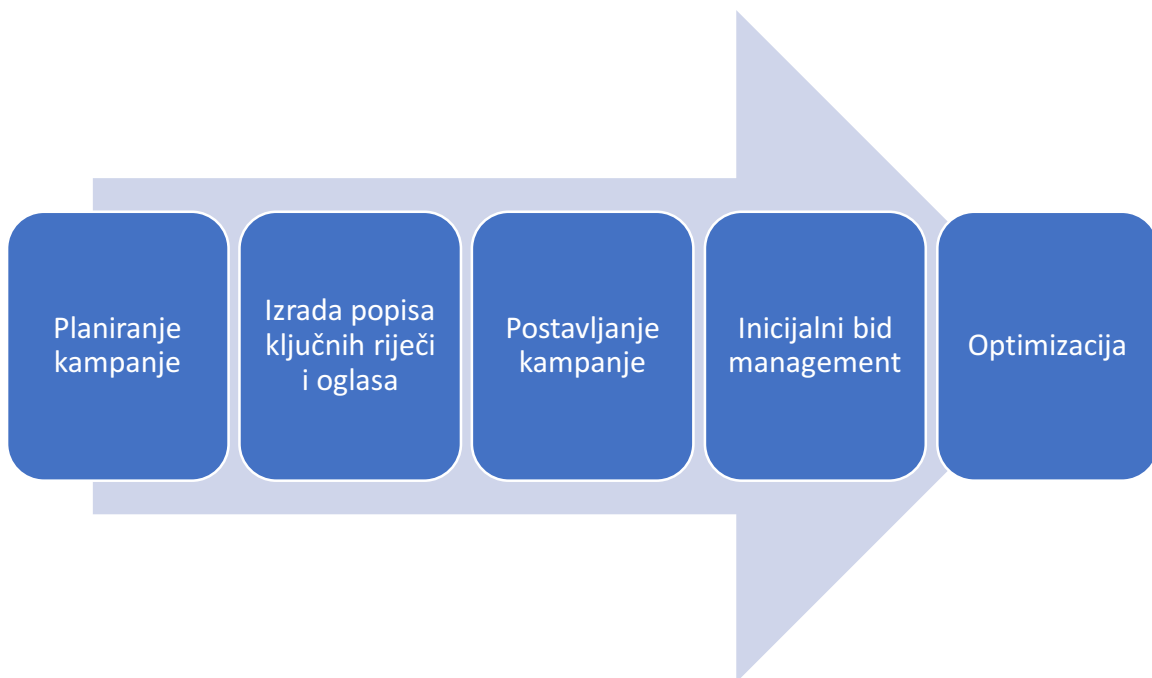 Planiranje
kampanje
Izrada popisa
ključnih riječi
i oglasa
Postavljanje
kampanje
Inicijalni bid
management
Optimizacija